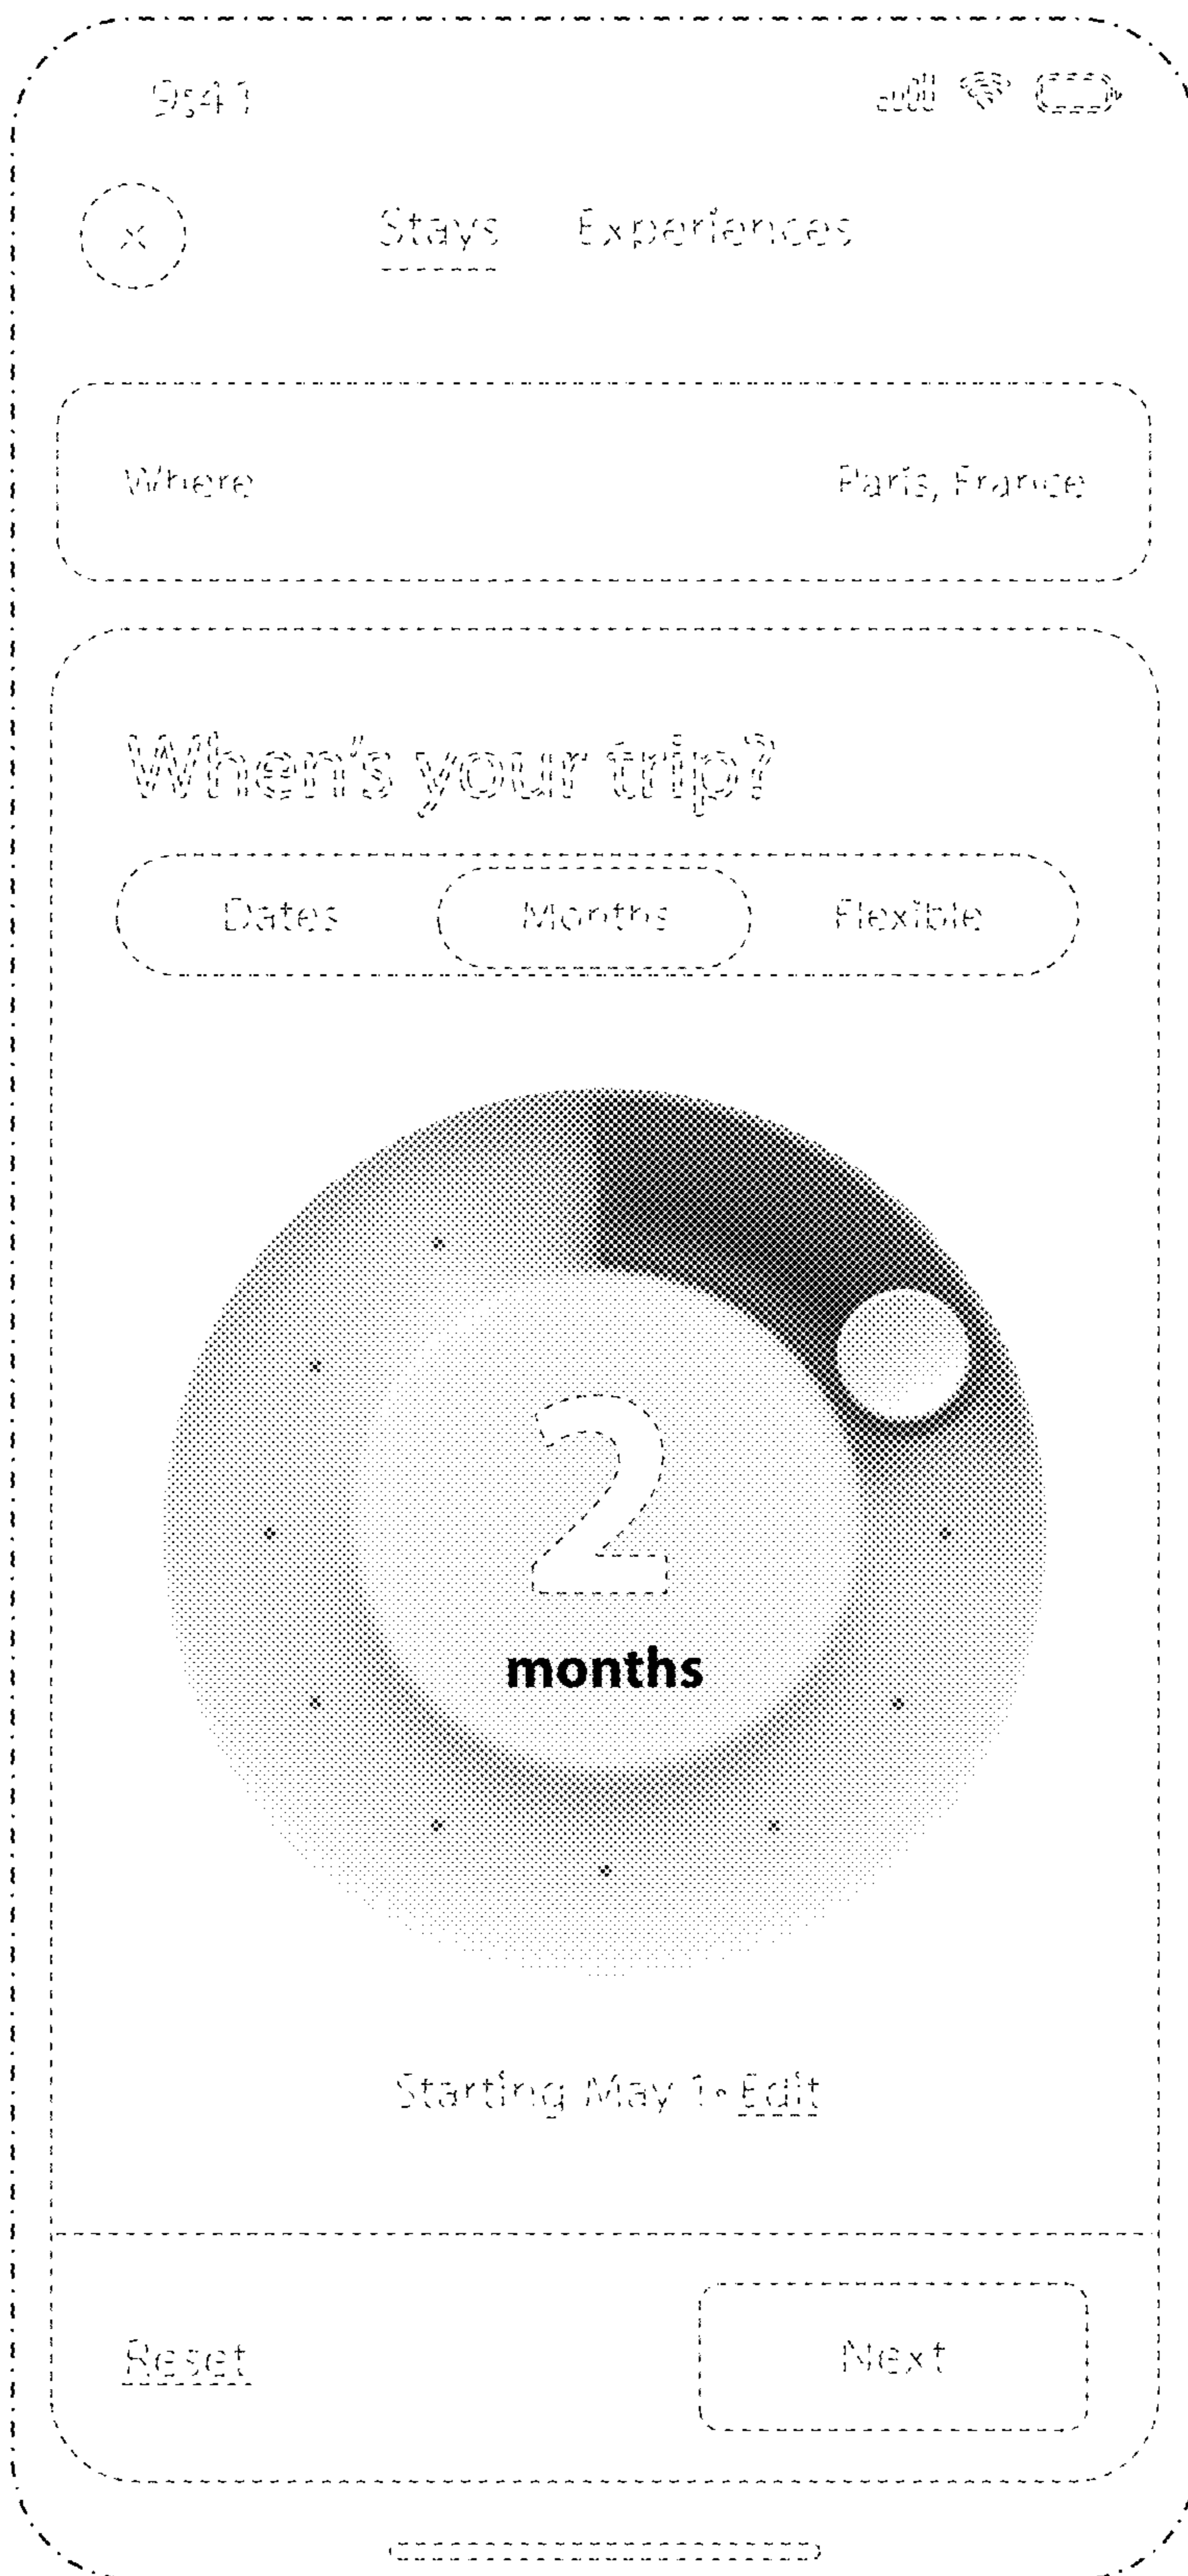 9:41
Stays Experiences
Where Paris, France
When's your trip?
Dates Months Flexible
2
months
Starting May 1 • Edit
Reset Next